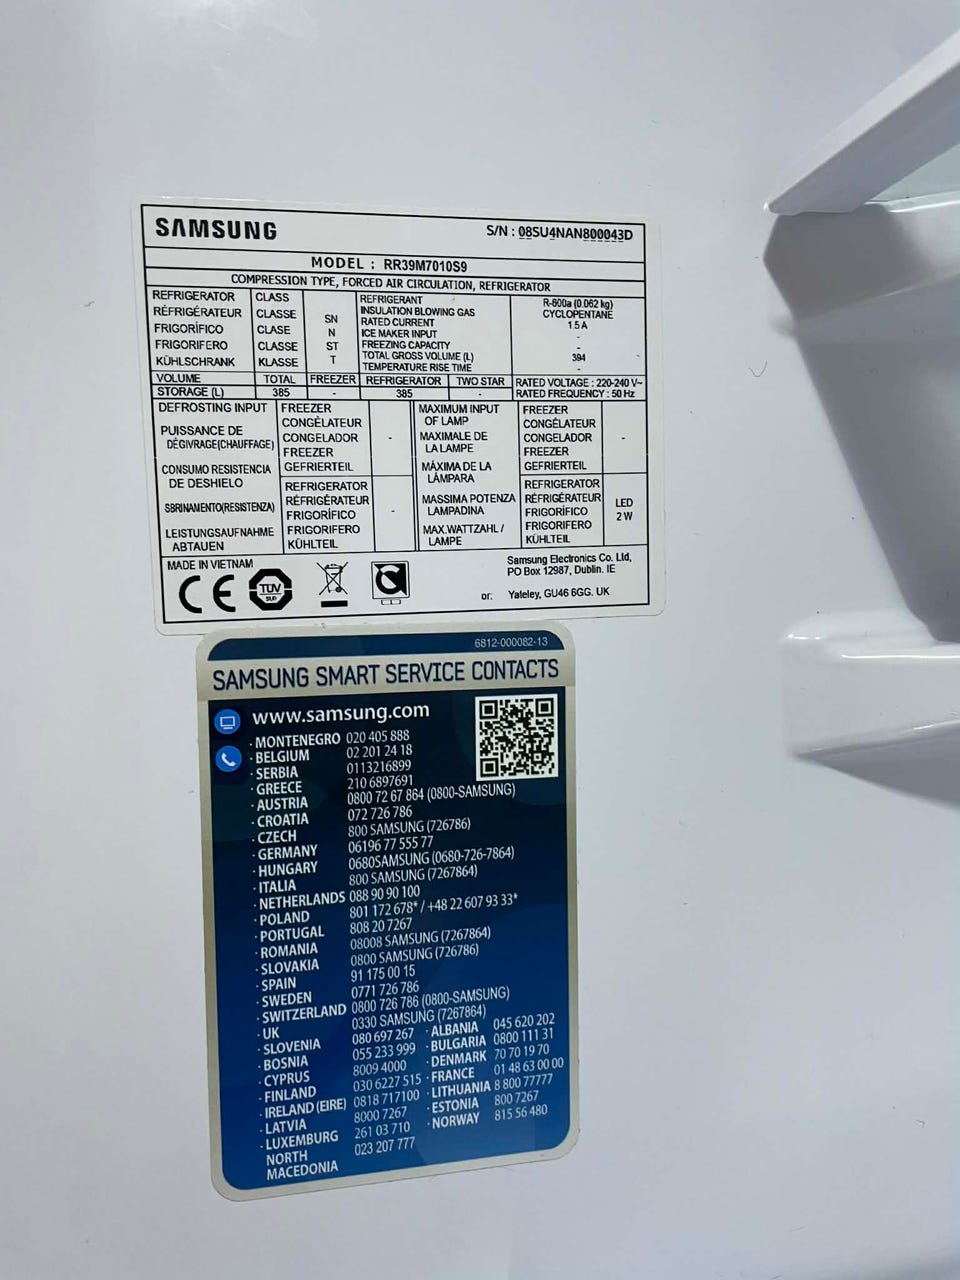 SAMSUNG
S/N : 08SU4NAN800043D
MODEL : RR39M7010S9
COMPRESSION TYPE, FORCED AIR CIRCULATION, REFRIGERATOR
REFRIGERATOR CLASS
RÉFRIGÉRATEUR CLASSE
FRIGORÍFICO CLASE
FRIGORIFERO CLASSE
KÜHLSCHRANK KLASSE
SN
N
ST
T
REFRIGERANT R-600a (0.062 kg)
INSULATION BLOWING GAS CYCLOPENTANE
RATED CURRENT 1.5 A
ICE MAKER INPUT -
FREEZING CAPACITY -
TOTAL GROSS VOLUME (L) 394
TEMPERATURE RISE TIME -
VOLUME TOTAL FREEZER REFRIGERATOR TWO STAR
STORAGE (L) 385 - 385 -
RATED VOLTAGE : 220-240 V~
RATED FREQUENCY : 50 Hz
DEFROSTING INPUT
PUISSANCE DE
DÉGIVRAGE(CHAUFFAGE)
CONSUMO RESISTENCIA
DE DESHIELO
SBRINAMENTO(RESISTENZA)
LEISTUNGSAUFNAHME
ABTAUEN
FREEZER
CONGÉLATEUR
CONGELADOR
FREEZER
GEFRIERTEIL
-
REFRIGERATOR
RÉFRIGÉRATEUR
FRIGORÍFICO
FRIGORIFERO
KÜHLTEIL
-
MAXIMUM INPUT
OF LAMP
MAXIMALE DE
LA LAMPE
MÁXIMA DE LA
LÁMPARA
MASSIMA POTENZA
LAMPADINA
MAX.WATTZAHL /
LAMPE
FREEZER
CONGÉLATEUR
CONGELADOR
FREEZER
GEFRIERTEIL
-
REFRIGERATOR
RÉFRIGÉRATEUR
FRIGORÍFICO
FRIGORIFERO
KÜHLTEIL
LED
2 W
MADE IN VIETNAM
CE
TÜV
SÜD
Samsung Electronics Co. Ltd,
PO Box 12987, Dublin. IE
or: Yateley, GU46 6GG. UK
6812-000082-13
SAMSUNG SMART SERVICE CONTACTS
www.samsung.com
· MONTENEGRO 020 405 888
· BELGIUM 02 201 24 18
· SERBIA 0113216899
· GREECE 210 6897691
· AUSTRIA 0800 72 67 864 (0800-SAMSUNG)
· CROATIA 072 726 786
· CZECH 800 SAMSUNG (726786)
· GERMANY 06196 77 555 77
· HUNGARY 0680SAMSUNG (0680-726-7864)
· ITALIA 800 SAMSUNG (7267864)
· NETHERLANDS 088 90 90 100
· POLAND 801 172 678* / +48 22 607 93 33*
· PORTUGAL 808 20 7267
· ROMANIA 08008 SAMSUNG (7267864)
· SLOVAKIA 0800 SAMSUNG (726786)
· SPAIN 91 175 00 15
· SWEDEN 0771 726 786
· SWITZERLAND 0800 726 786 (0800-SAMSUNG)
· UK 0330 SAMSUNG (7267864)
· SLOVENIA 080 697 267
· BOSNIA 055 233 999
· CYPRUS 8009 4000
· FINLAND 030 6227 515
· IRELAND (EIRE) 0818 717100
· LATVIA 8000 7267
· LUXEMBURG 261 03 710
· NORTH 023 207 777
MACEDONIA
· ALBANIA 045 620 202
· BULGARIA 0800 111 31
· DENMARK 70 70 19 70
· FRANCE 01 48 63 00 00
· LITHUANIA 8 800 77777
· ESTONIA 800 7267
· NORWAY 815 56 480